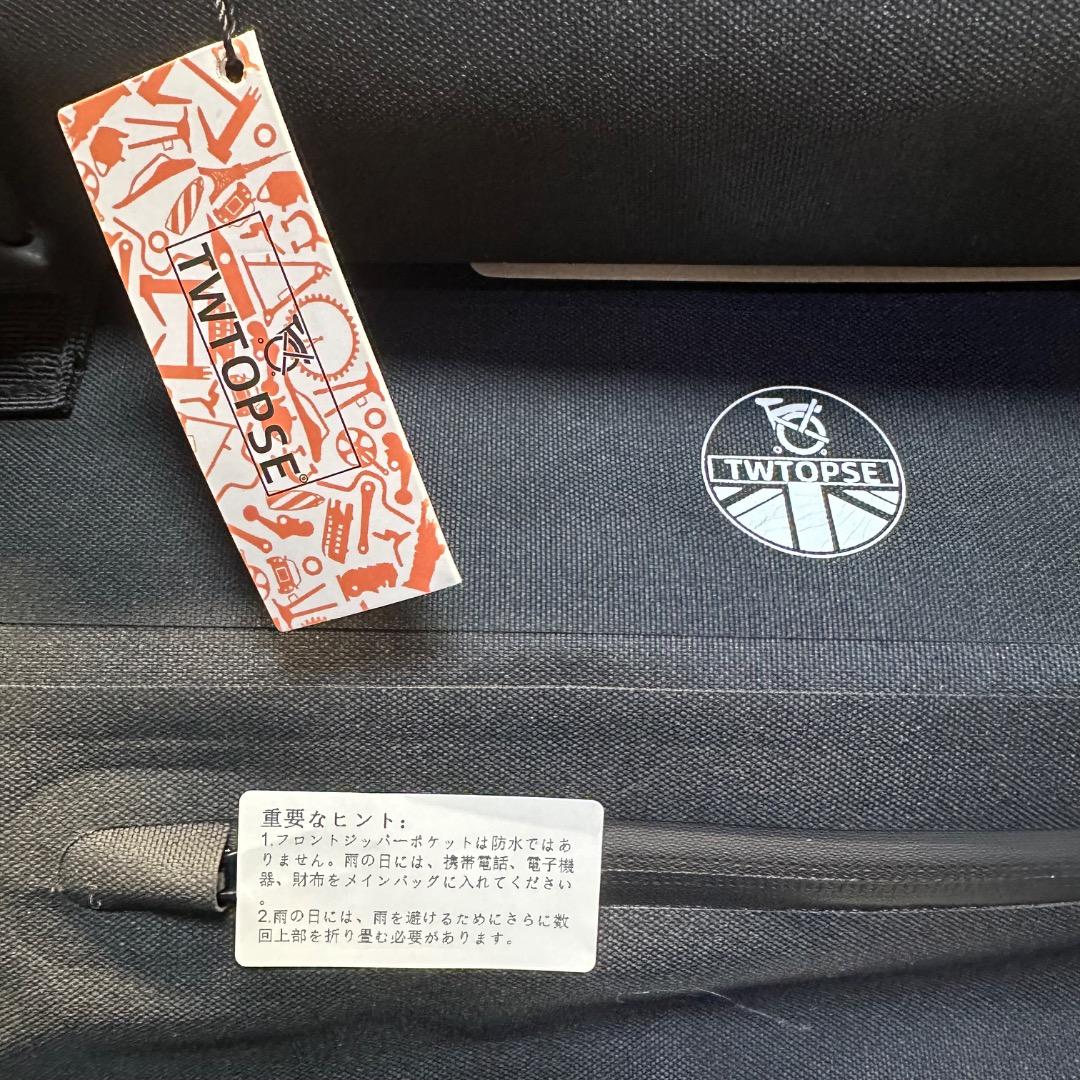 TWTOPSE
TWTOPSE
重要なヒント:
1.フロントジッパーポケットは防水ではあ
りません。雨の日には、携帯電話、電子機
器、財布をメインバッグに入れてください
。
2.雨の日には、雨を避けるためにさらに数
回上部を折り畳む必要があります。